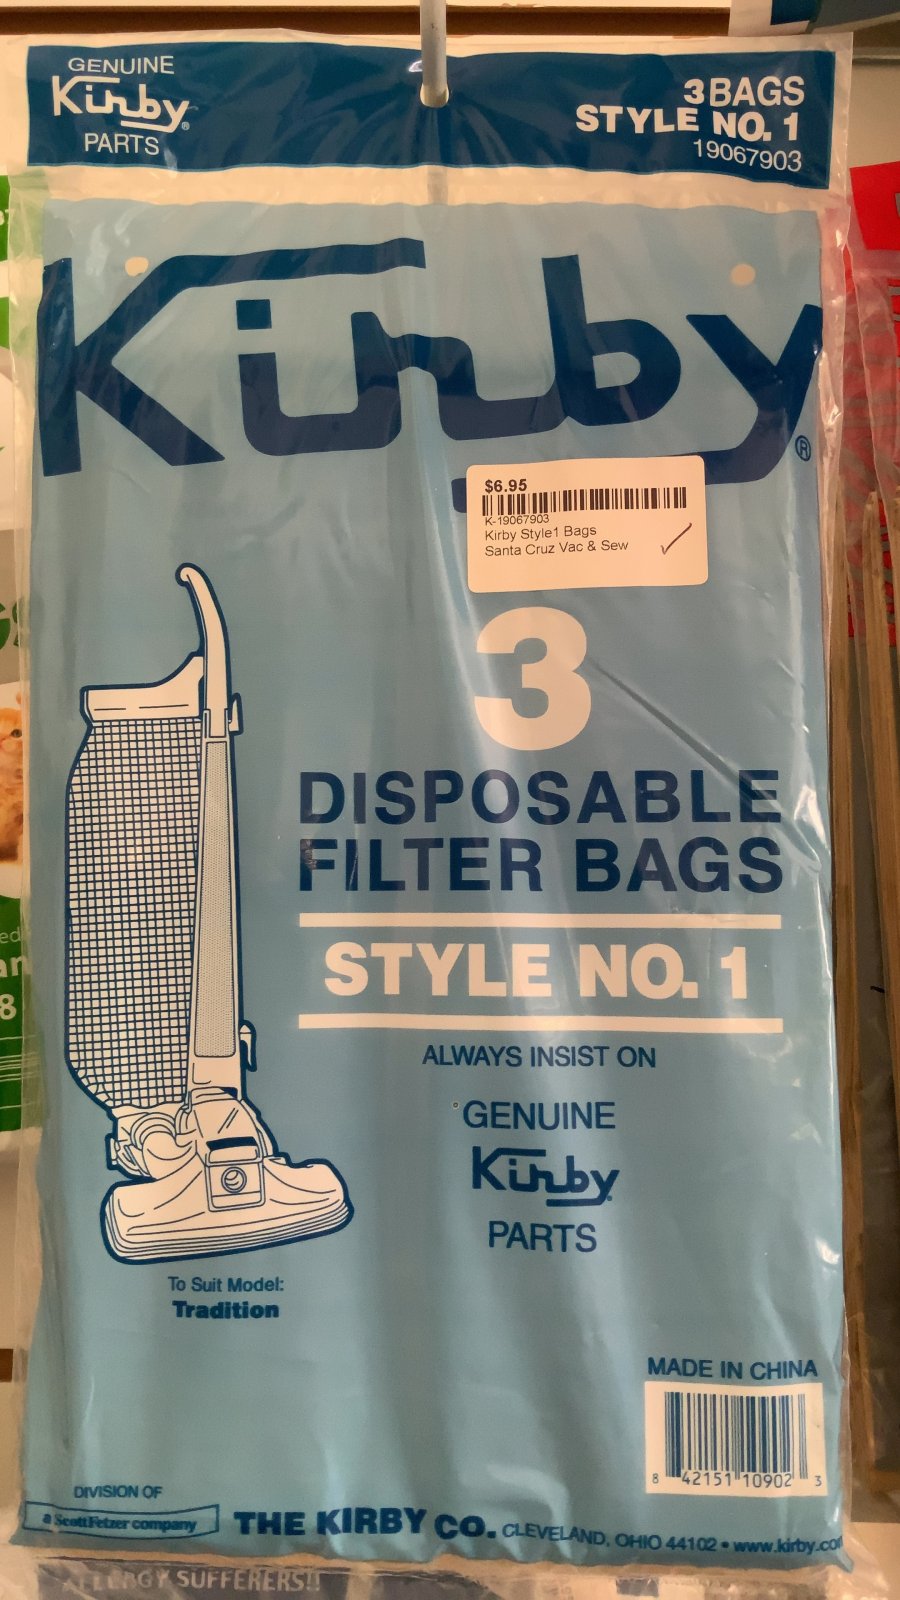 GENUINE
Kirby®
PARTS
3 BAGS
STYLE NO. 1
19067903
Kirby®
$6.95
K-19067903
Kirby Style1 Bags
Santa Cruz Vac & Sew
3
DISPOSABLE
FILTER BAGS
STYLE NO. 1
ALWAYS INSIST ON
GENUINE
Kirby
PARTS
To Suit Model:
Tradition
MADE IN CHINA
8 42151 10902 3
DIVISION OF
a Scott Fetzer company
THE KIRBY CO. CLEVELAND, OHIO 44102 • www.kirby.co
ALLERGY SUFFERERS!!